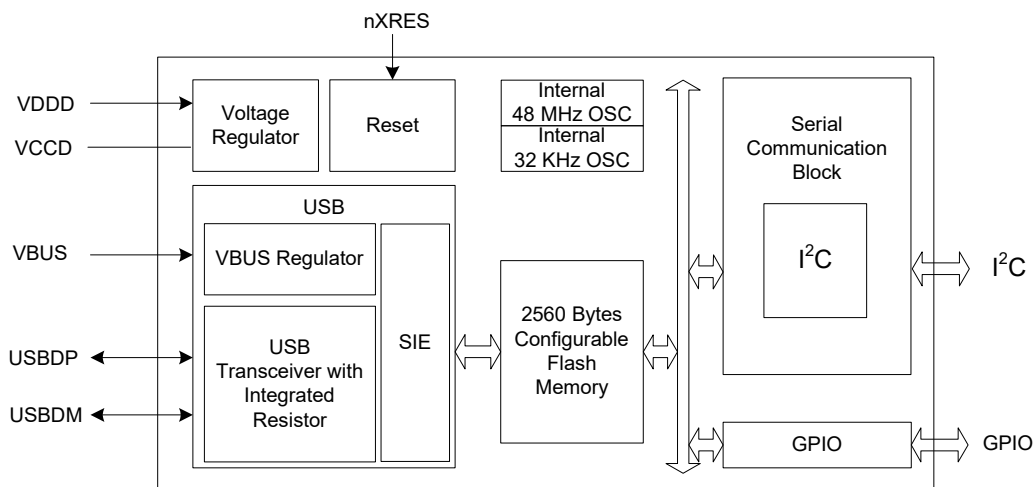 nXRES
VDDD
VCCD
Voltage
Regulator
Reset
Internal
48 MHz OSC
Internal
32 KHz OSC
Serial
Communication
Block
I²C
I²C
USB
VBUS
VBUS Regulator
SIE
USB
Transceiver with
Integrated
Resistor
USBDP
USBDM
2560 Bytes
Configurable
Flash
Memory
GPIO
GPIO